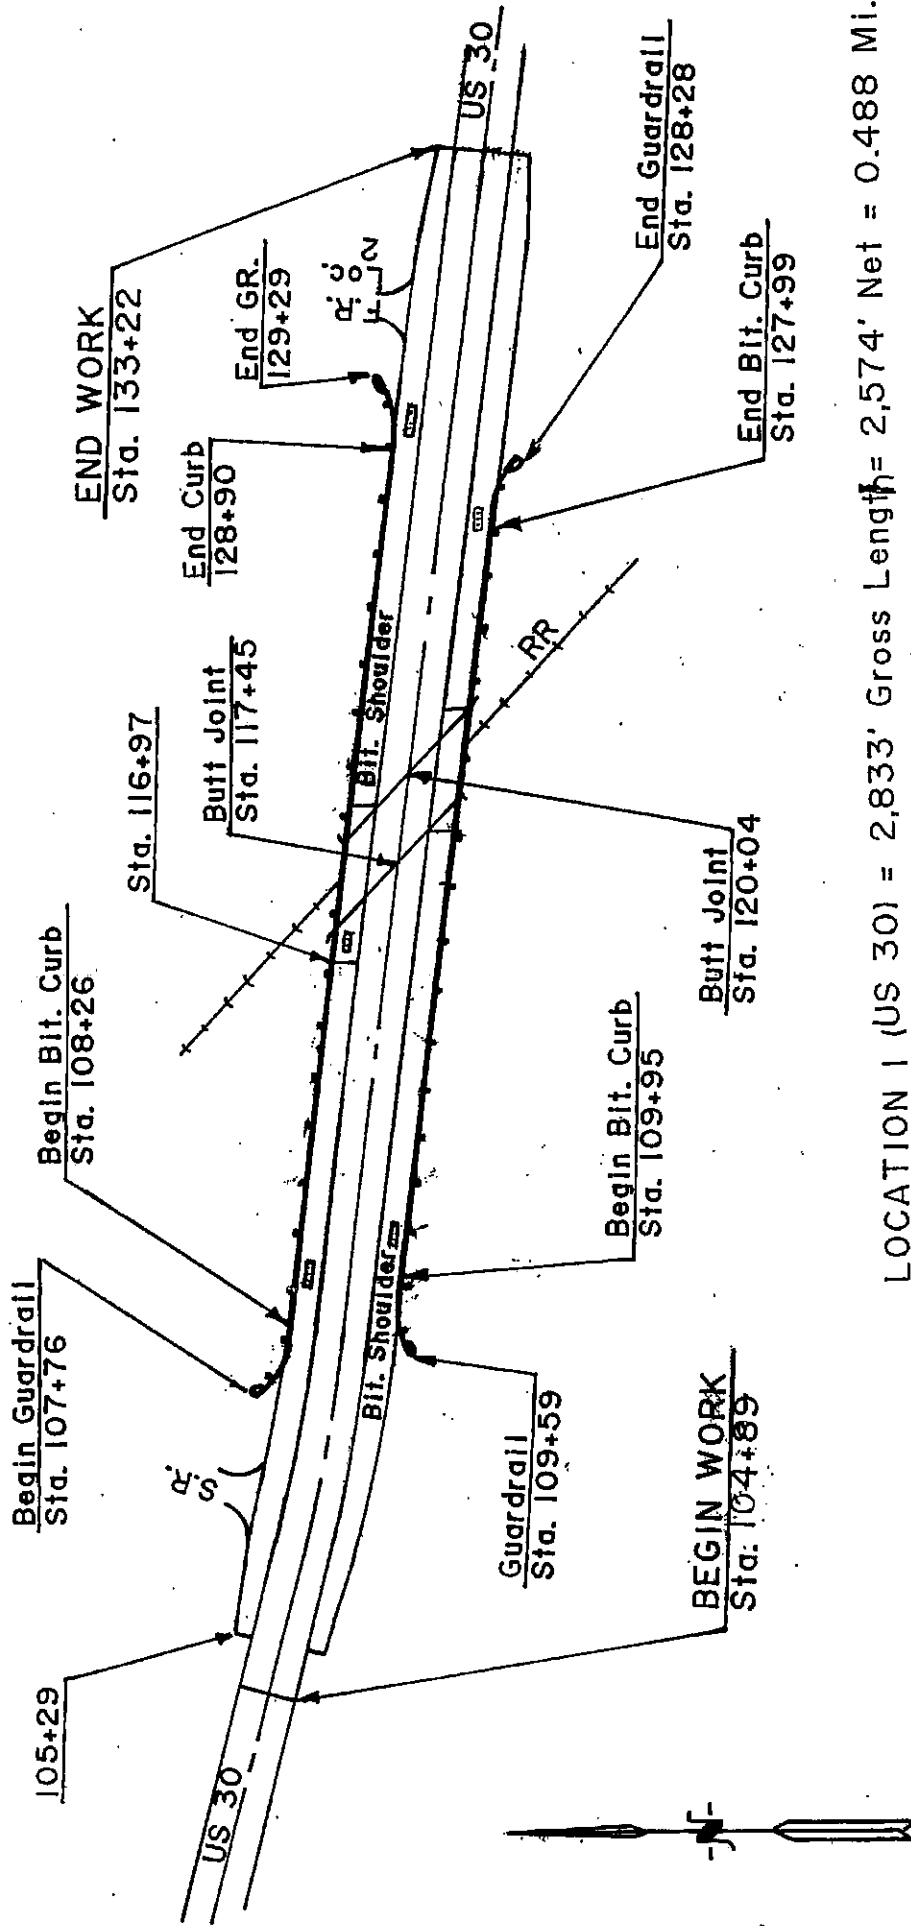 END WORK
Sta. 133+22
US 30
End GR.
129+29
R.C.
F.O.
2
End Curb
128+90
End Guardrail
Sta. 128+28
End Bit. Curb
Sta. 127+99
Butt Joint
Sta. 117+45
Bit. Shoulder
RR
Sta. 116+97
Butt Joint
Sta. 120+04
Begin Bit. Curb
Sta. 108+26
Begin Bit. Curb
Sta. 109+95
Begin Guardrail
Sta. 107+76
S.R.
Bit. Shoulder
Guardrail
Sta. 109+59
BEGIN WORK
Sta. 104+89
105+29
US 30
LOCATION 1 (US 30) = 2,833' Gross Length= 2,574' Net = 0.488 Mi.